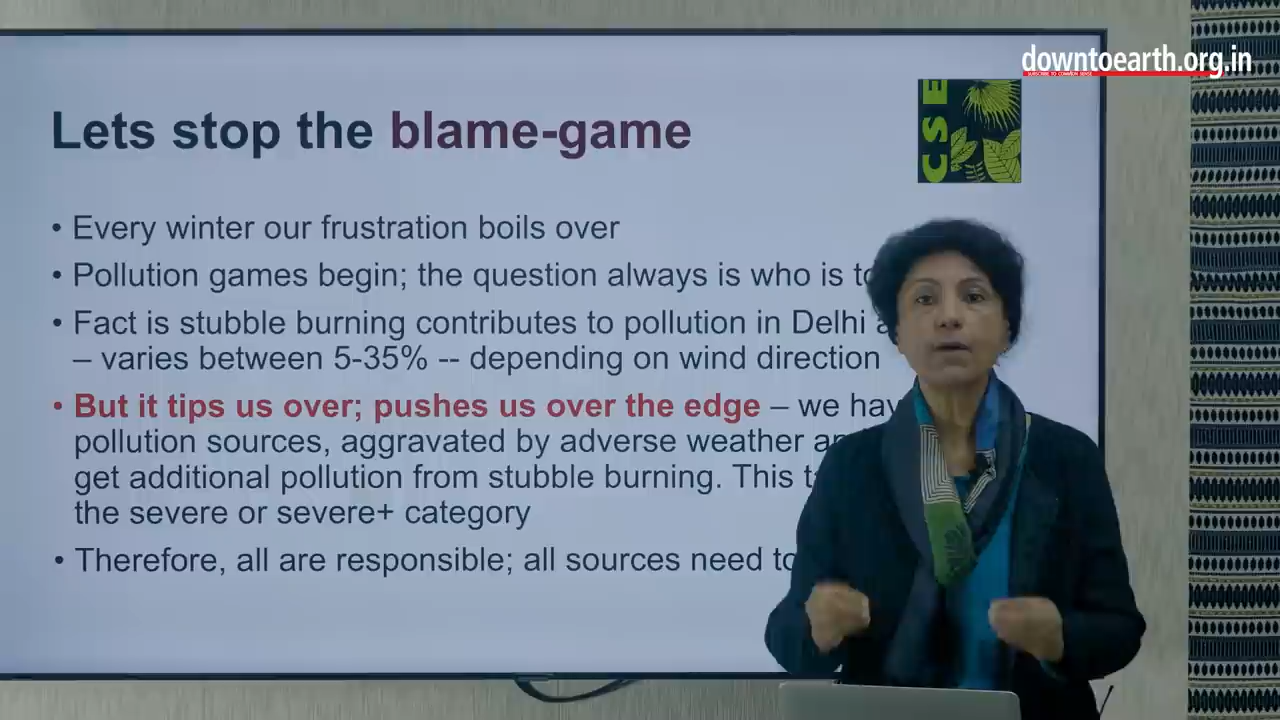 downtoearth.org.in
SUBSCRIBE TO COMMON SENSE
CSE
Lets stop the blame-game
• Every winter our frustration boils over
• Pollution games begin; the question always is who is
• Fact is stubble burning contributes to pollution in Delhi
– varies between 5-35% -- depending on wind direction
• But it tips us over; pushes us over the edge – we
pollution sources, aggravated by adverse weather
get additional pollution from stubble burning. This
the severe or severe+ category
• Therefore, all are responsible; all sources need